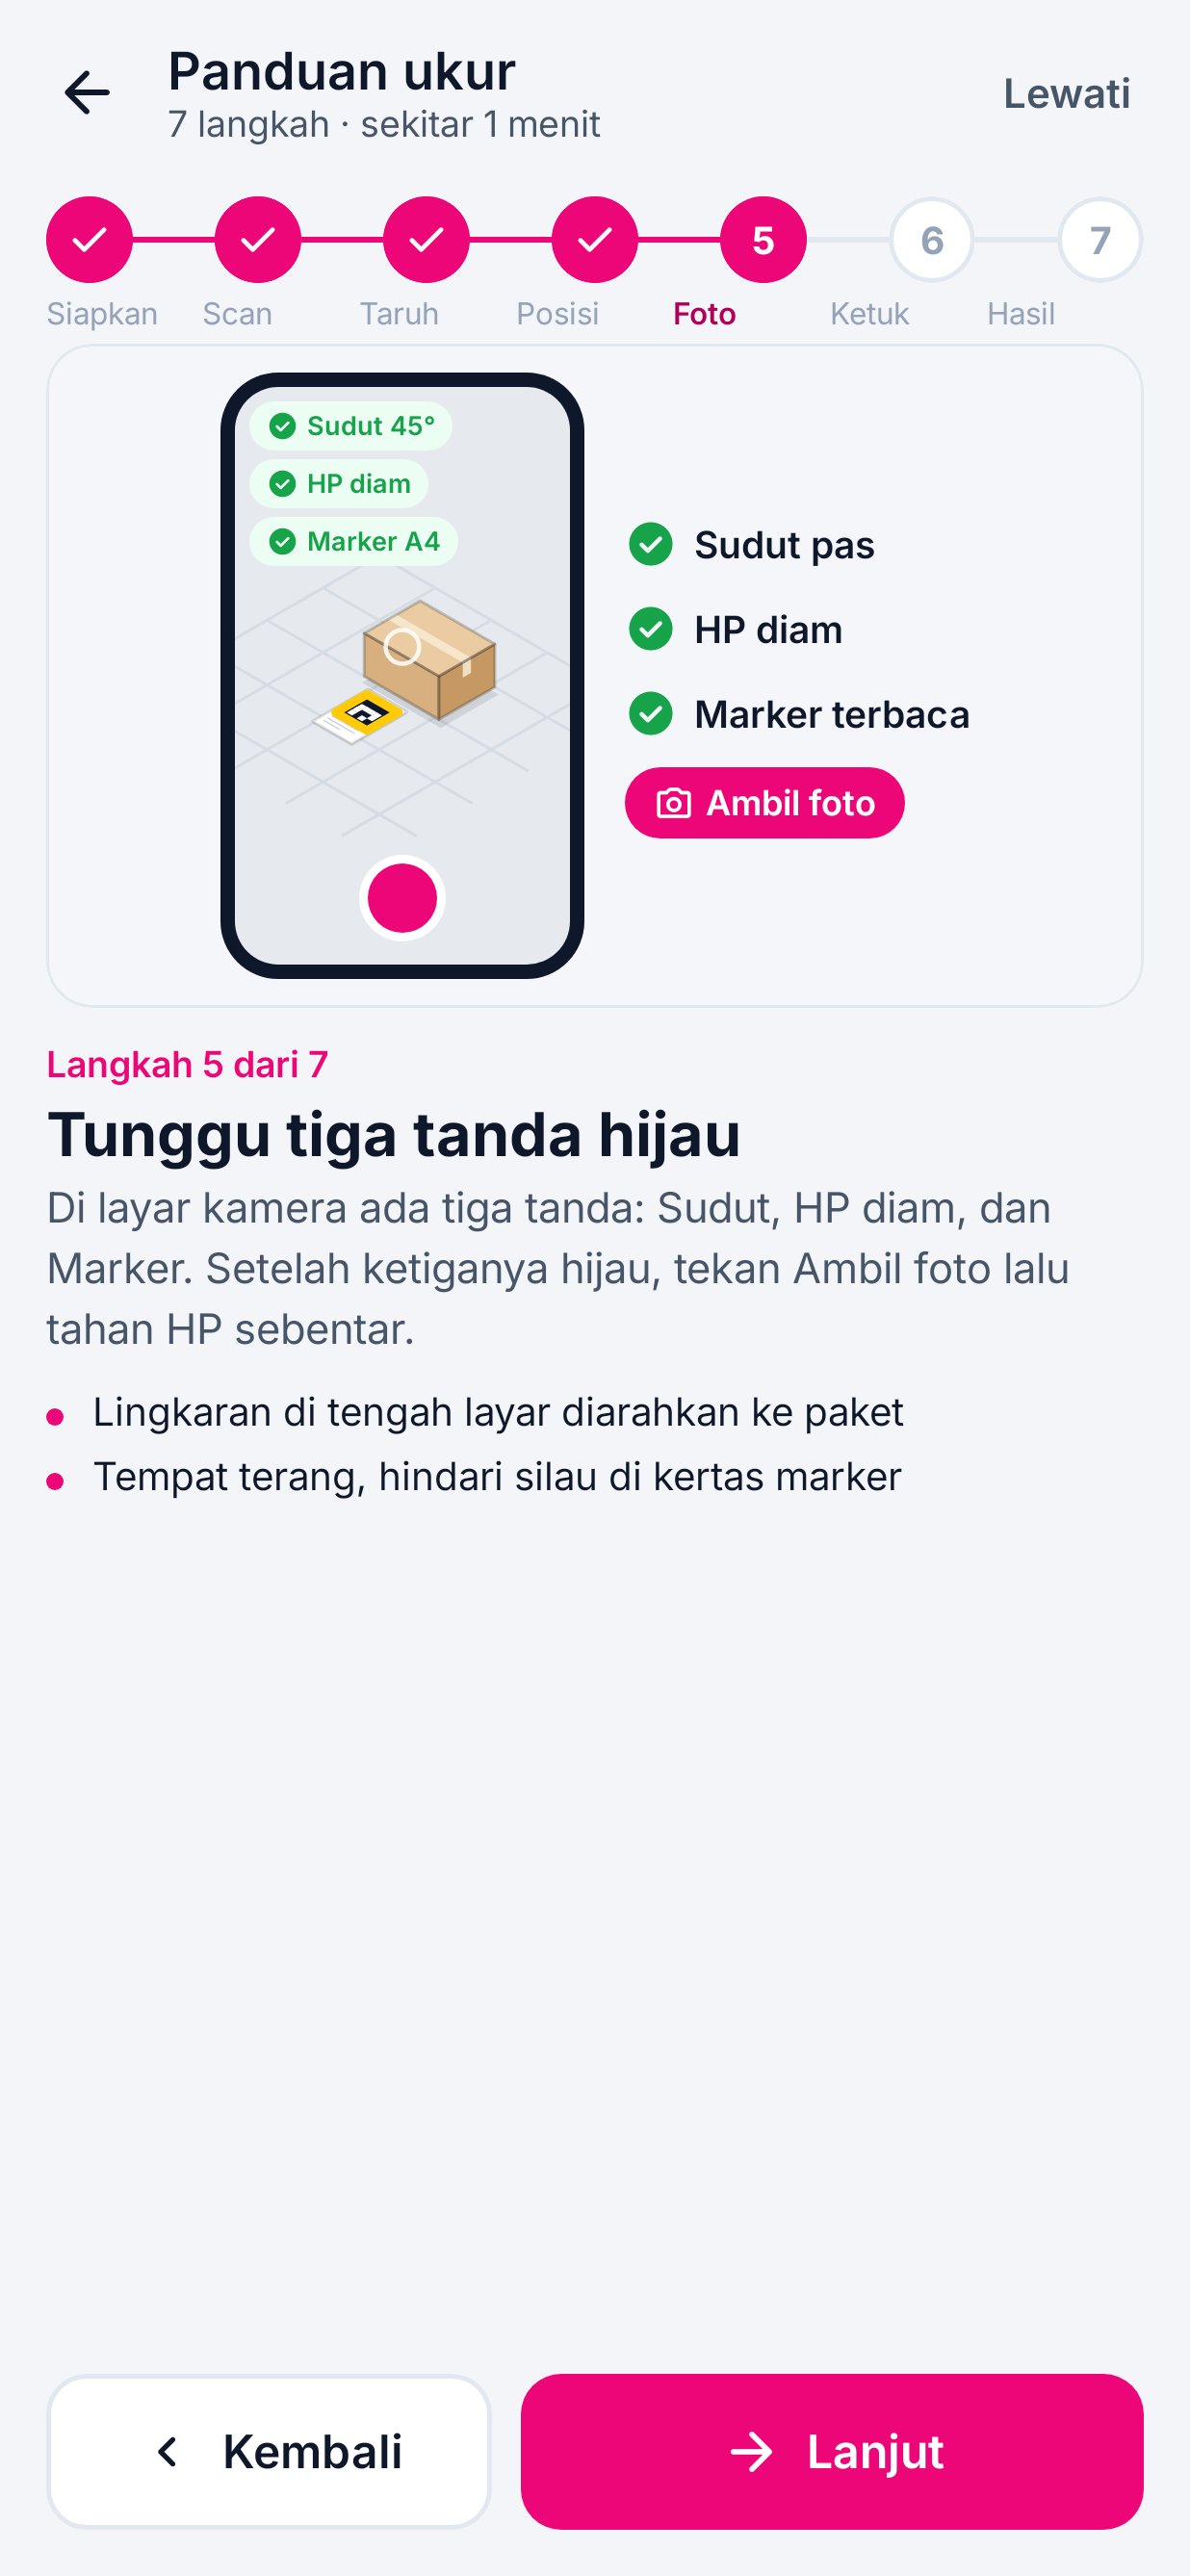 Panduan ukur
7 langkah · sekitar 1 menit
Lewati
5
6
7
Siapkan
Scan
Taruh
Posisi
Foto
Ketuk
Hasil
Sudut 45°
HP diam
Marker A4
Sudut pas
HP diam
Marker terbaca
Ambil foto
Langkah 5 dari 7
Tunggu tiga tanda hijau
Di layar kamera ada tiga tanda: Sudut, HP diam, dan
Marker. Setelah ketiganya hijau, tekan Ambil foto lalu
tahan HP sebentar.
Lingkaran di tengah layar diarahkan ke paket
Tempat terang, hindari silau di kertas marker
Kembali
Lanjut